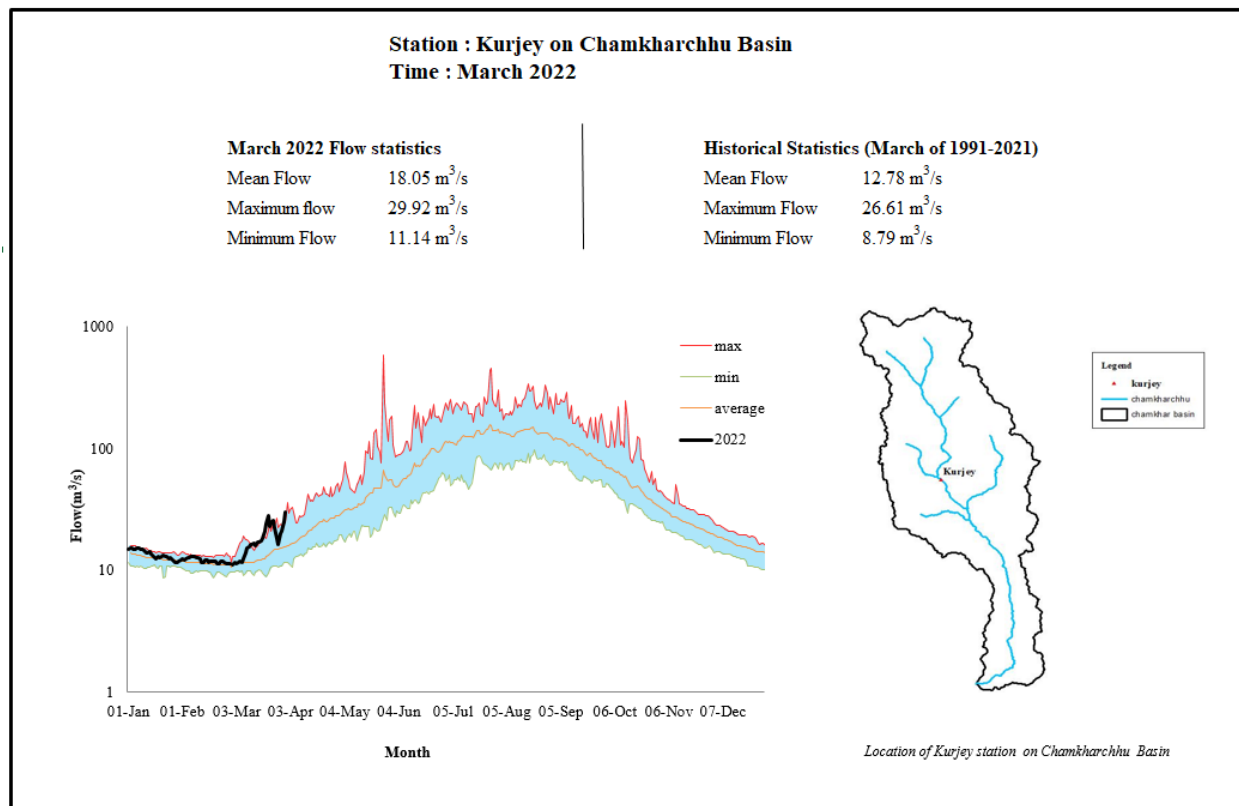 Station : Kurjey on Chamkharchhu Basin
Time : March 2022
March 2022 Flow statistics
Mean Flow 18.05 m³/s
Maximum flow 29.92 m³/s
Minimum Flow 11.14 m³/s
Historical Statistics (March of 1991-2021)
Mean Flow 12.78 m³/s
Maximum Flow 26.61 m³/s
Minimum Flow 8.79 m³/s
Flow(m³/s)
1000
100
10
1
max
min
average
2022
01-Jan 01-Feb 03-Mar 03-Apr 04-May 04-Jun 05-Jul 05-Aug 05-Sep 06-Oct 06-Nov 07-Dec
Month
Kurjey
Legend
kurjey
chamkharchhu
chamkhar basin
Location of Kurjey station on Chamkharchhu Basin